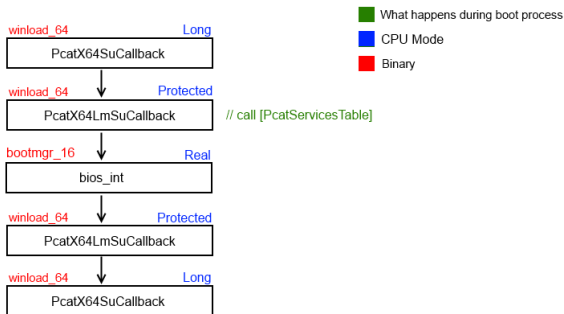 What happens during boot process
winload_64 Long
CPU Mode
PcatX64SuCallback
Binary
winload_64 Protected
PcatX64LmSuCallback // call [PcatServicesTable]
bootmgr_16 Real
bios_int
winload_64 Protected
PcatX64LmSuCallback
winload_64 Long
PcatX64SuCallback